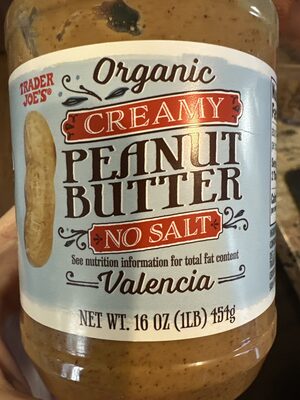 TRADER
JOE'S®
Organic
CREAMY
PEANUT
BUTTER
NO SALT
See nutrition information for total fat content
Valencia
NET WT. 16 OZ (1LB) 454g